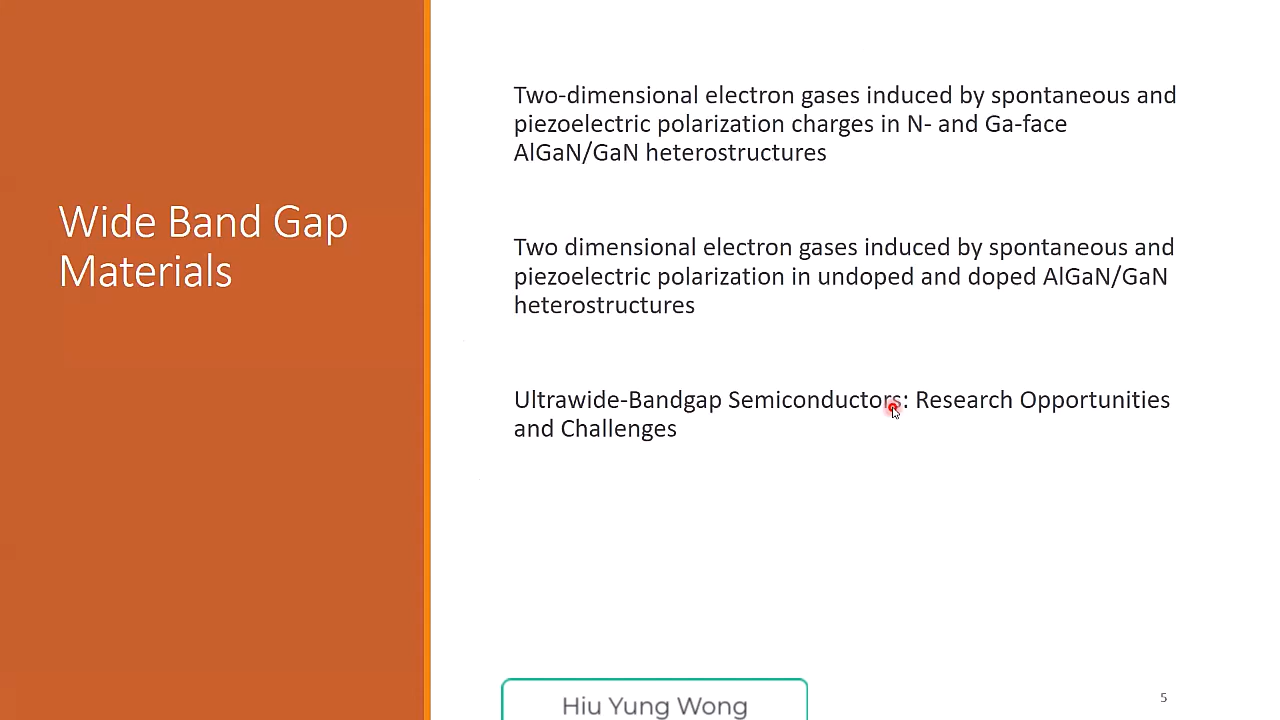 Wide Band Gap
Materials
Two-dimensional electron gases induced by spontaneous and
piezoelectric polarization charges in N- and Ga-face
AlGaN/GaN heterostructures
Two dimensional electron gases induced by spontaneous and
piezoelectric polarization in undoped and doped AlGaN/GaN
heterostructures
Ultrawide-Bandgap Semiconductors: Research Opportunities
and Challenges
Hiu Yung Wong
5